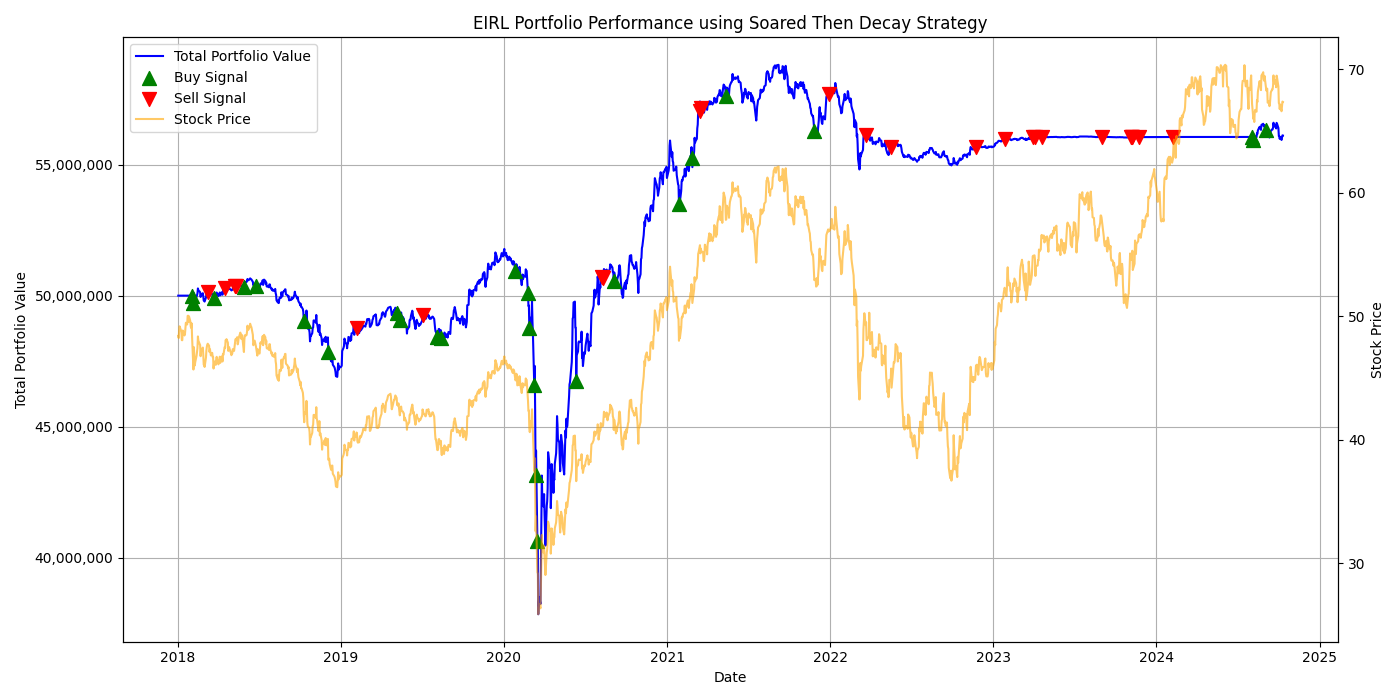 EIRL Portfolio Performance using Soared Then Decay Strategy
Total Portfolio Value
Buy Signal
Sell Signal
Stock Price
Total Portfolio Value
55,000,000
50,000,000
45,000,000
40,000,000
70
60
50
40
30
Stock Price
2018
2019
2020
2021
2022
2023
2024
2025
Date